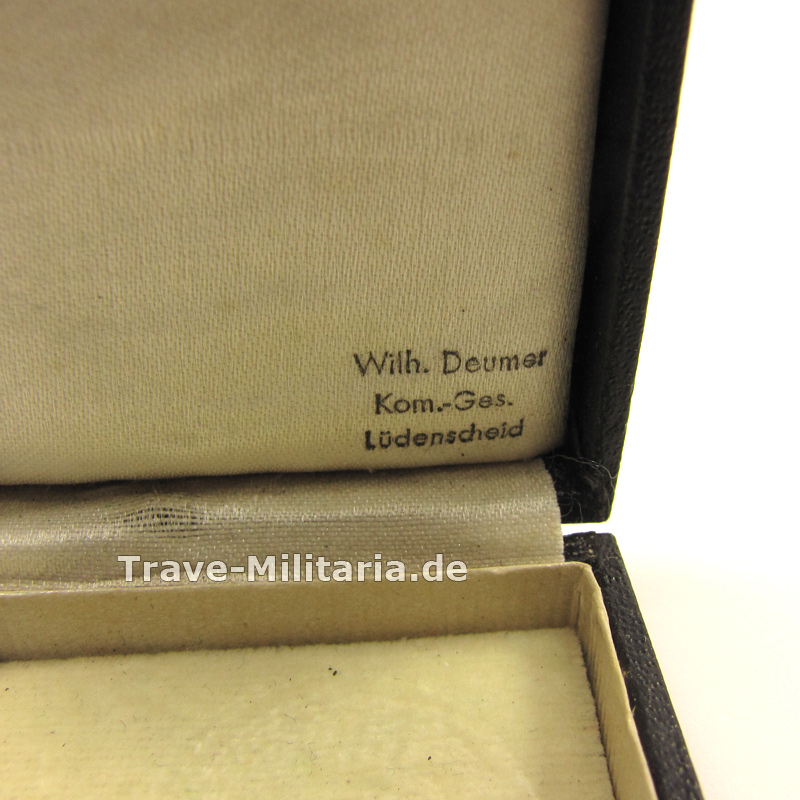 Wilh. Deumer
Kom.-Ges.
Lüdenscheid
Trave-Militaria.de